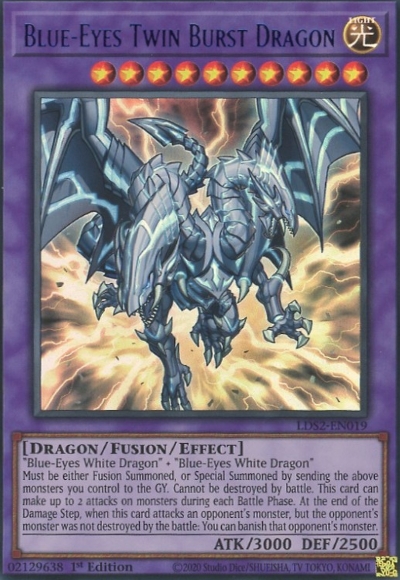 BLUE-EYES TWIN BURST DRAGON
LIGHT
光
LDS2-EN019
[DRAGON/FUSION/EFFECT]
"Blue-Eyes White Dragon" + "Blue-Eyes White Dragon"
Must be either Fusion Summoned, or Special Summoned by sending the above
monsters you control to the GY. Cannot be destroyed by battle. This card can
make up to 2 attacks on monsters during each Battle Phase. At the end of the
Damage Step, when this card attacked an opponent's monster, but the opponent's
monster was not destroyed by the battle: You can banish that opponent's monster.
ATK/3000 DEF/2500
02129638 1st Edition ©2020 Studio Dice/SHUEISHA, TV TOKYO, KONAMI